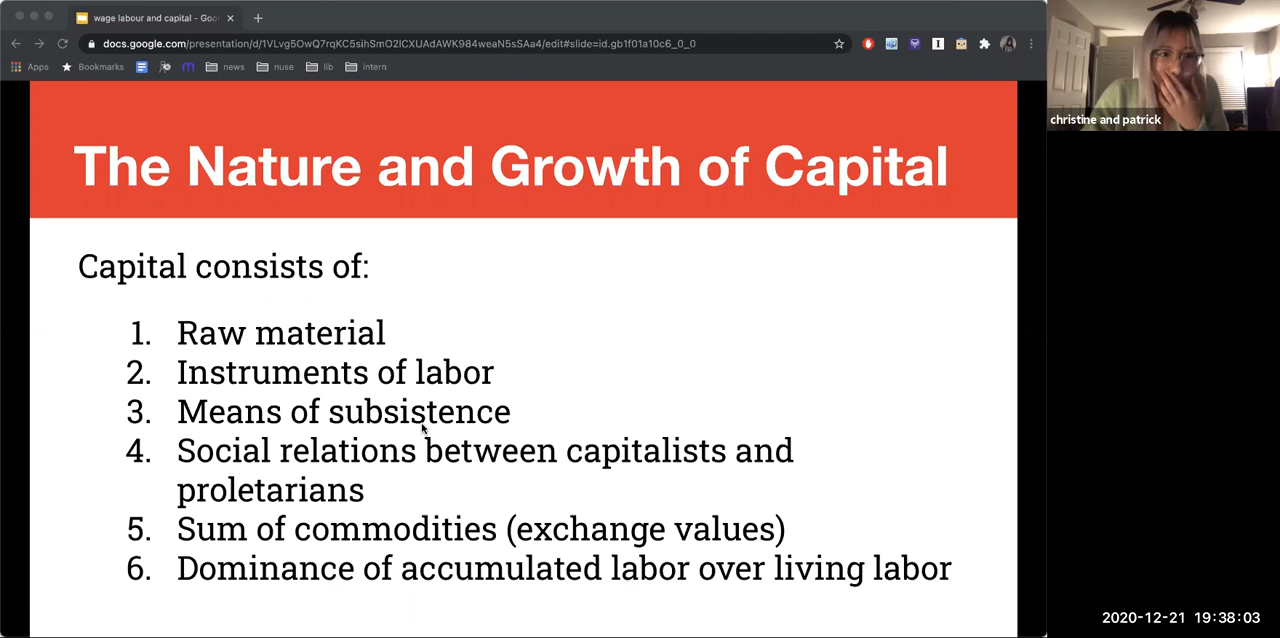 wage labour and capital - Goo
docs.google.com/presentation/d/1VLvg5OwQ7rqKC5sihSmO2ICXUAdAWK984weaN5sSAa4/edit#slide=id.gb1f01a10c6_0_0
Apps Bookmarks news nuse lib intern
christine and patrick
The Nature and Growth of Capital
Capital consists of:
1. Raw material
2. Instruments of labor
3. Means of subsistence
4. Social relations between capitalists and
proletarians
5. Sum of commodities (exchange values)
6. Dominance of accumulated labor over living labor
2020-12-21 19:38:03